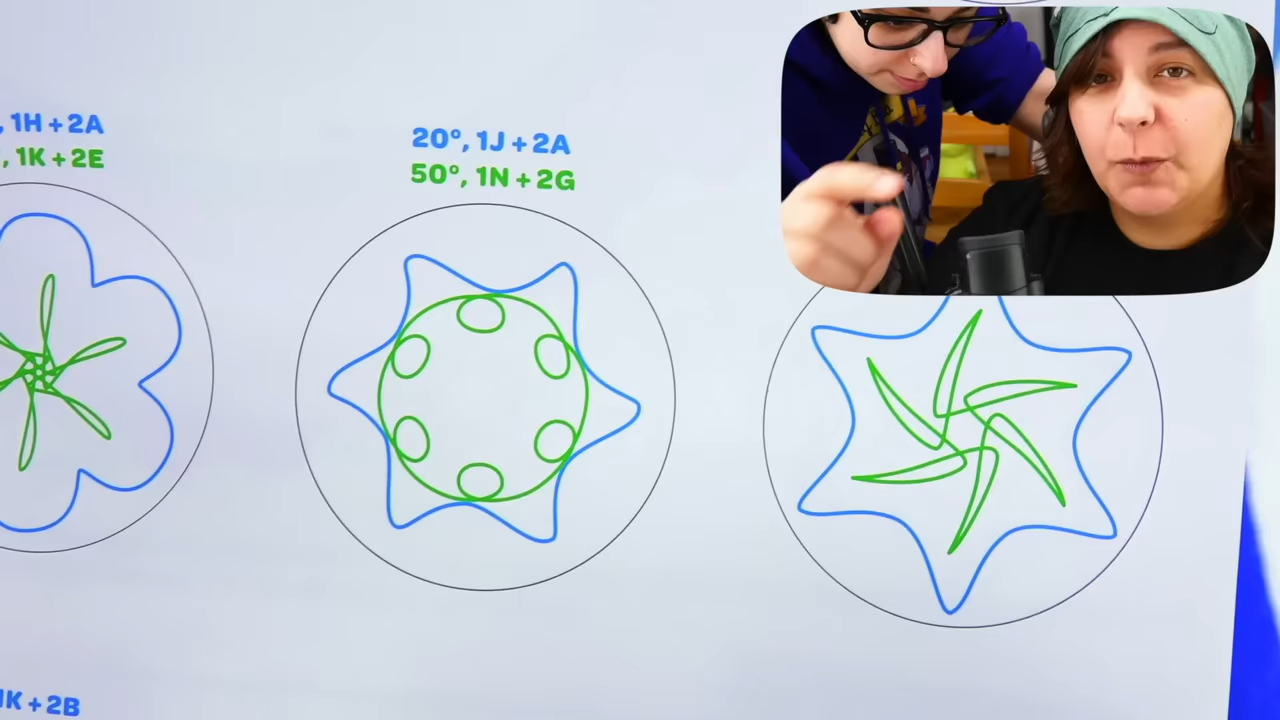 , 1H + 2A
, 1K + 2E
20°, 1J + 2A
50°, 1N + 2G
1K + 2B